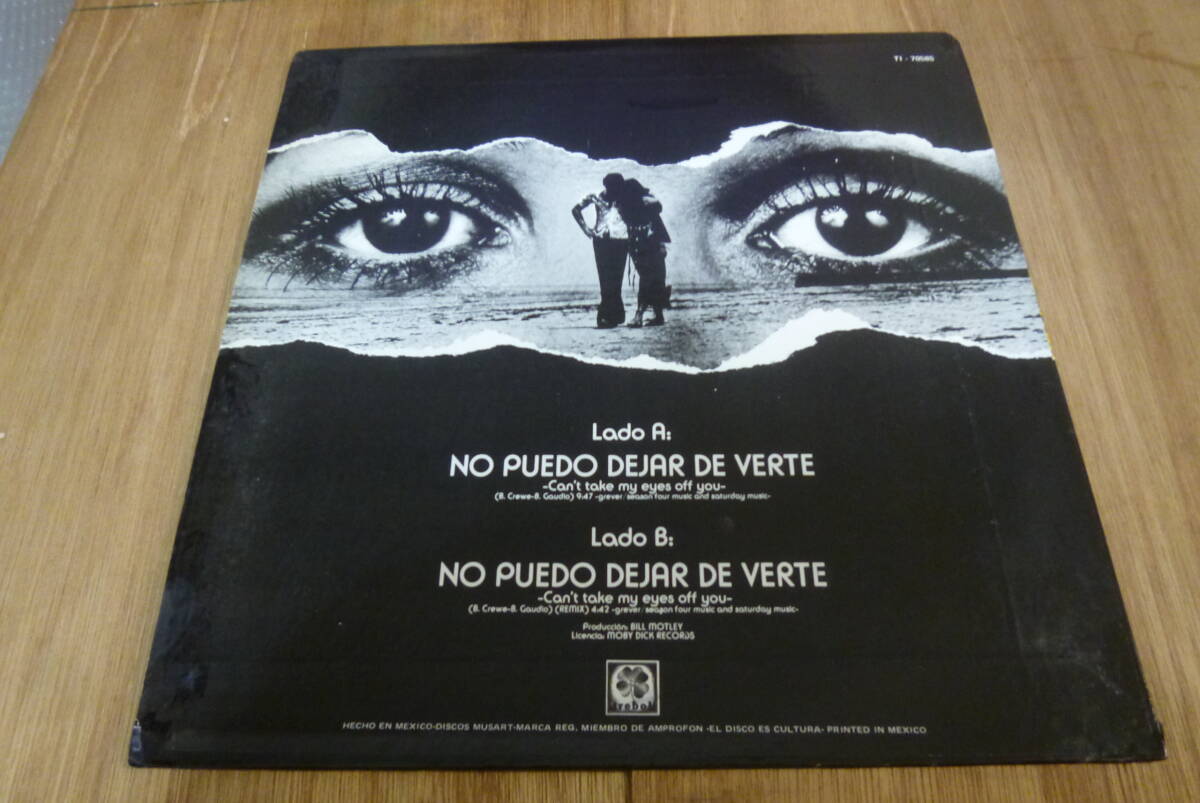 TI - 70585
Lado A:
NO PUEDO DEJAR DE VERTE
-Can't take my eyes off you-
(B. Crewe-B. Gaudio) 9:47 -grever/season four music and saturday music-
Lado B:
NO PUEDO DEJAR DE VERTE
-Can't take my eyes off you-
(B. Crewe-B. Gaudio) (REMIX) 4:42 -grever/season four music and saturday music-
Producción: BILL MOTLEY
Licencia: MOBY DICK RECORDS
trebol
HECHO EN MEXICO-DISCOS MUSART-MARCA REG. MIEMBRO DE AMPROFON -EL DISCO ES CULTURA- PRINTED IN MEXICO